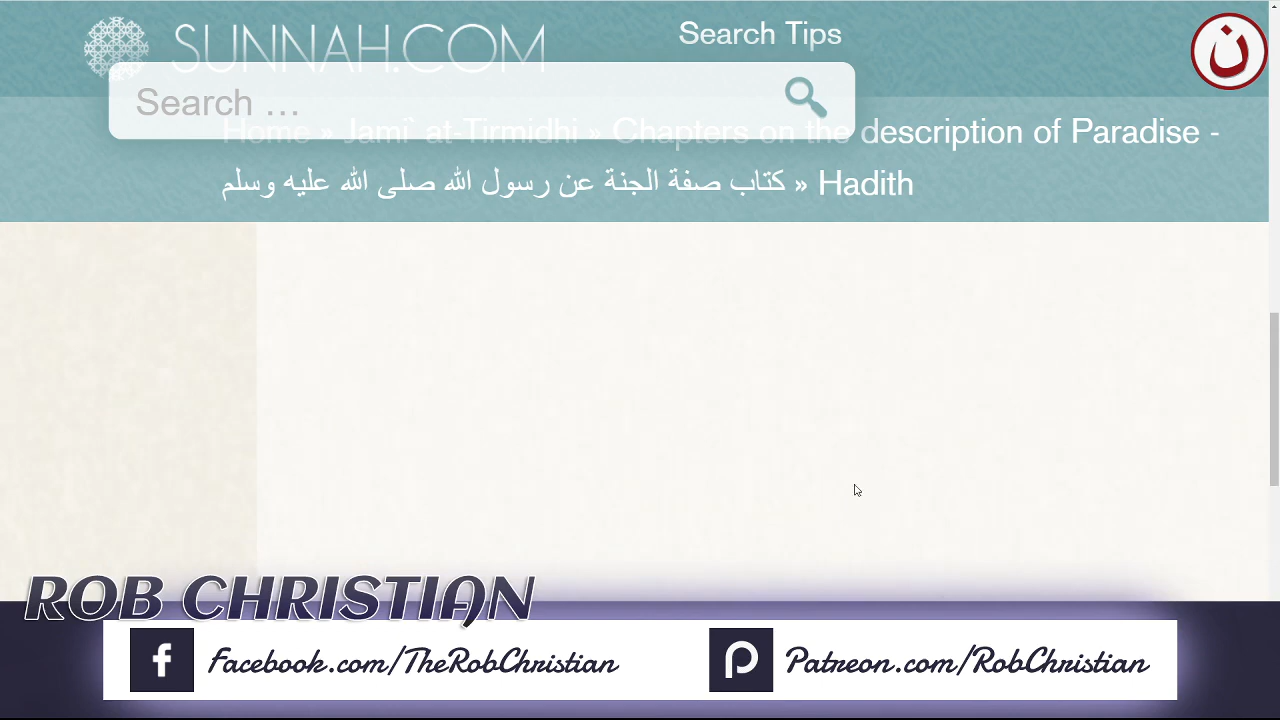 SUNNAH.COM
Search Tips
ن
Search ...
Home » Jami` at-Tirmidhi » Chapters on the description of Paradise -
كتاب صفة الجنة عن رسول الله صلى الله عليه وسلم » Hadith
ROB CHRISTIAN
Facebook.com/TheRobChristian
Patreon.com/RobChristian